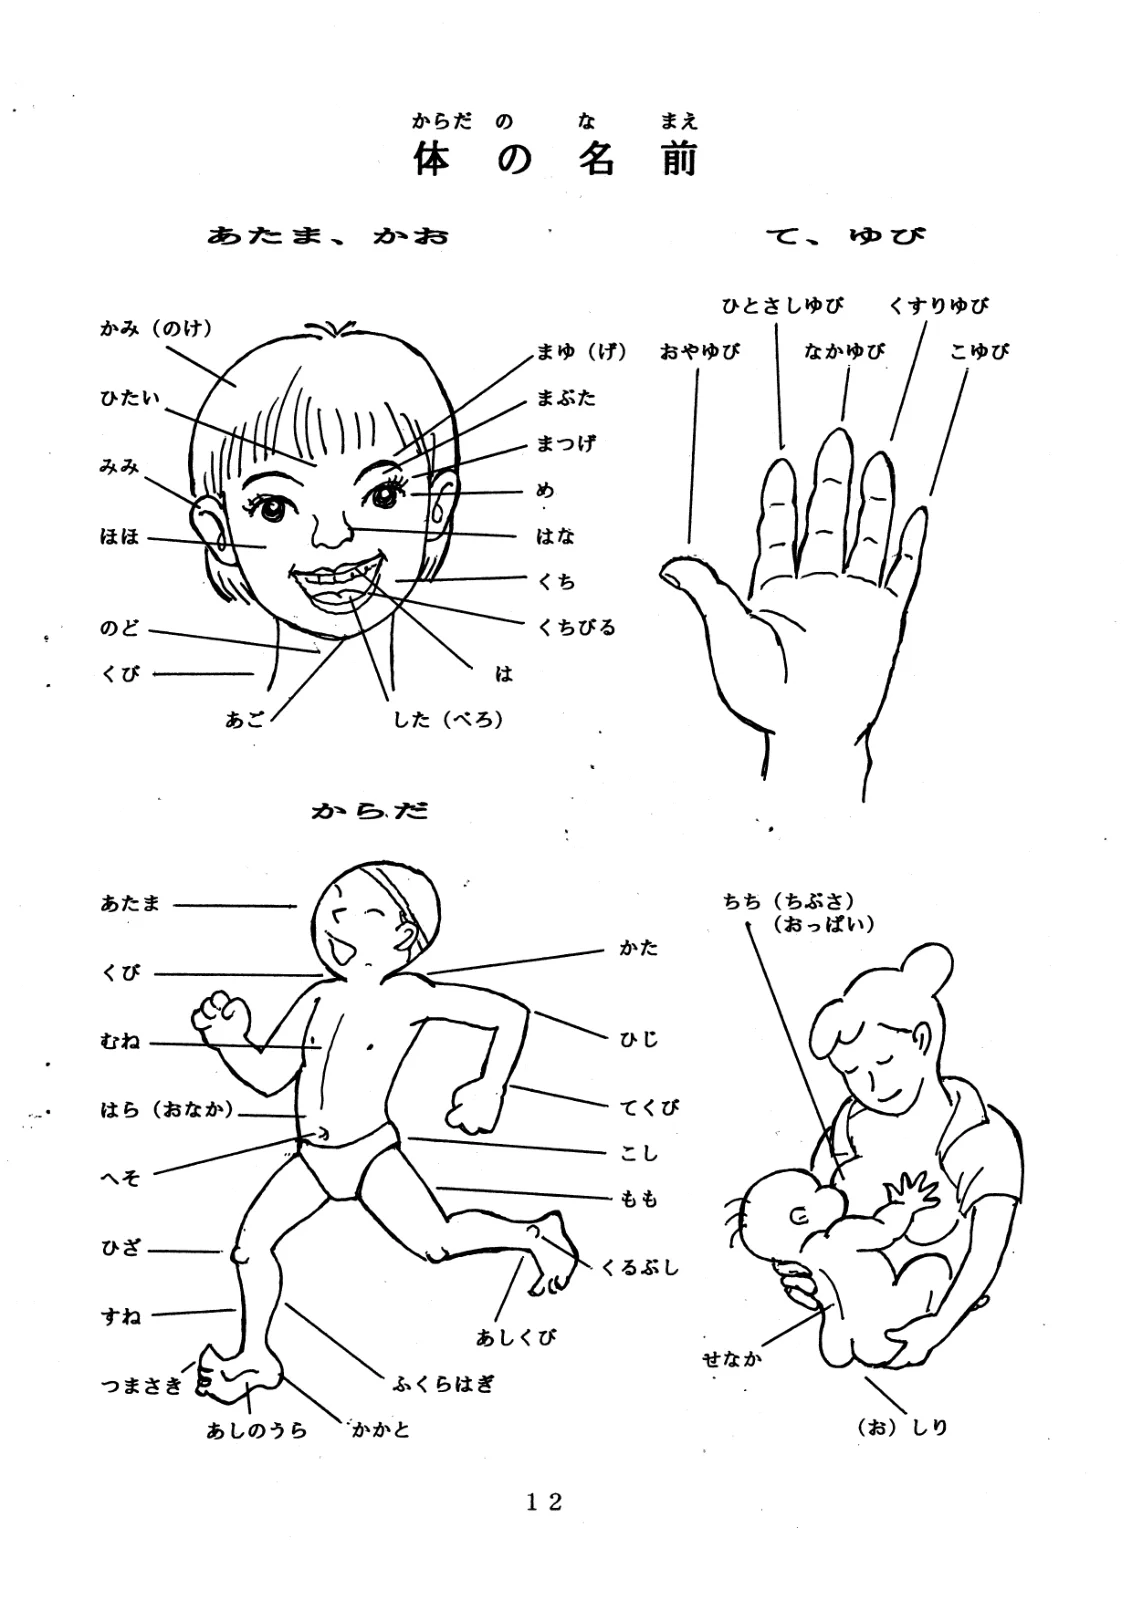 からだ の な まえ
体の名前
あたま、かお
て、ゆび
かみ（のけ）
ひたい
みみ
ほほ
のど
くび
あご
まゆ（げ）
まぶた
まつげ
め
はな
くち
くちびる
は
した（べろ）
ひとさしゆび
くすりゆび
おやゆび
なかゆび
こゆび
からだ
あたま
くび
むね
はら（おなか）
へそ
ひざ
すね
つまさき
あしのうら
かかと
ふくらはぎ
あしくび
かた
ひじ
てくび
こし
もも
くるぶし
ちち（ちぶさ）
（おっぱい）
せなか
（お）しり
１２